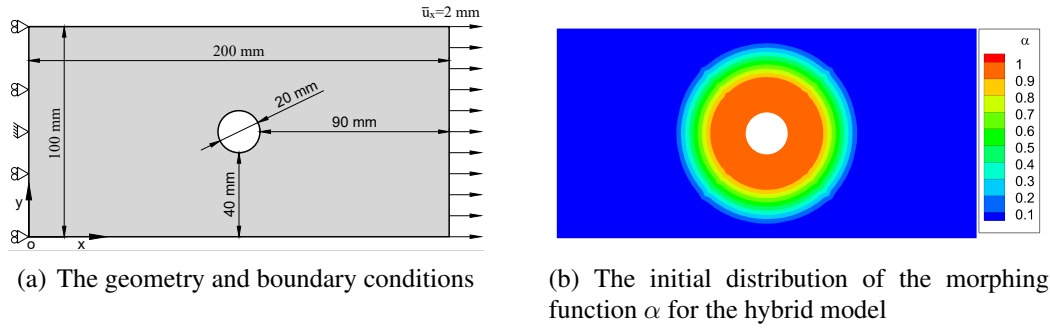 ūₓ=2 mm
200 mm
20 mm
90 mm
100 mm
40 mm
y
o
x
α
1
0.9
0.8
0.7
0.6
0.5
0.4
0.3
0.2
0.1
(a) The geometry and boundary conditions
(b) The initial distribution of the morphing
function α for the hybrid model